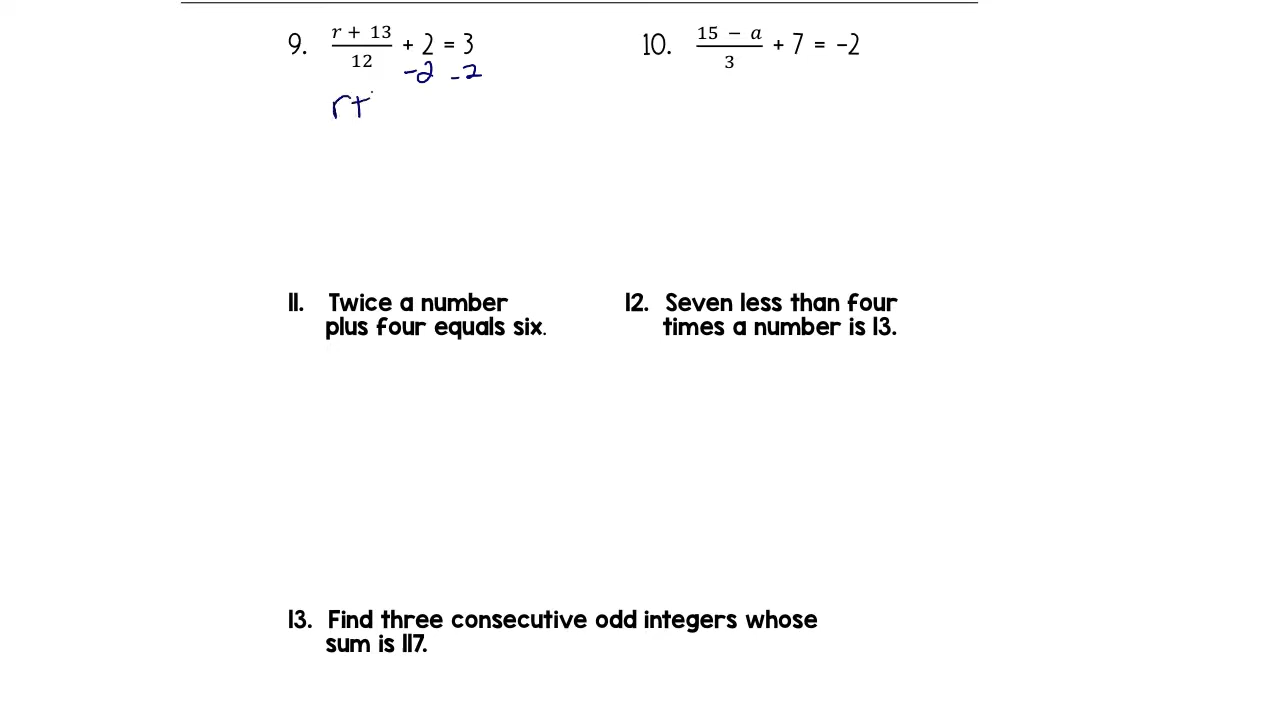 9. (r + 13)/12 + 2 = 3
-2 -2
r+
10. (15 − a)/3 + 7 = -2
11. Twice a number
plus four equals six.
12. Seven less than four
times a number is 13.
13. Find three consecutive odd integers whose
sum is 117.